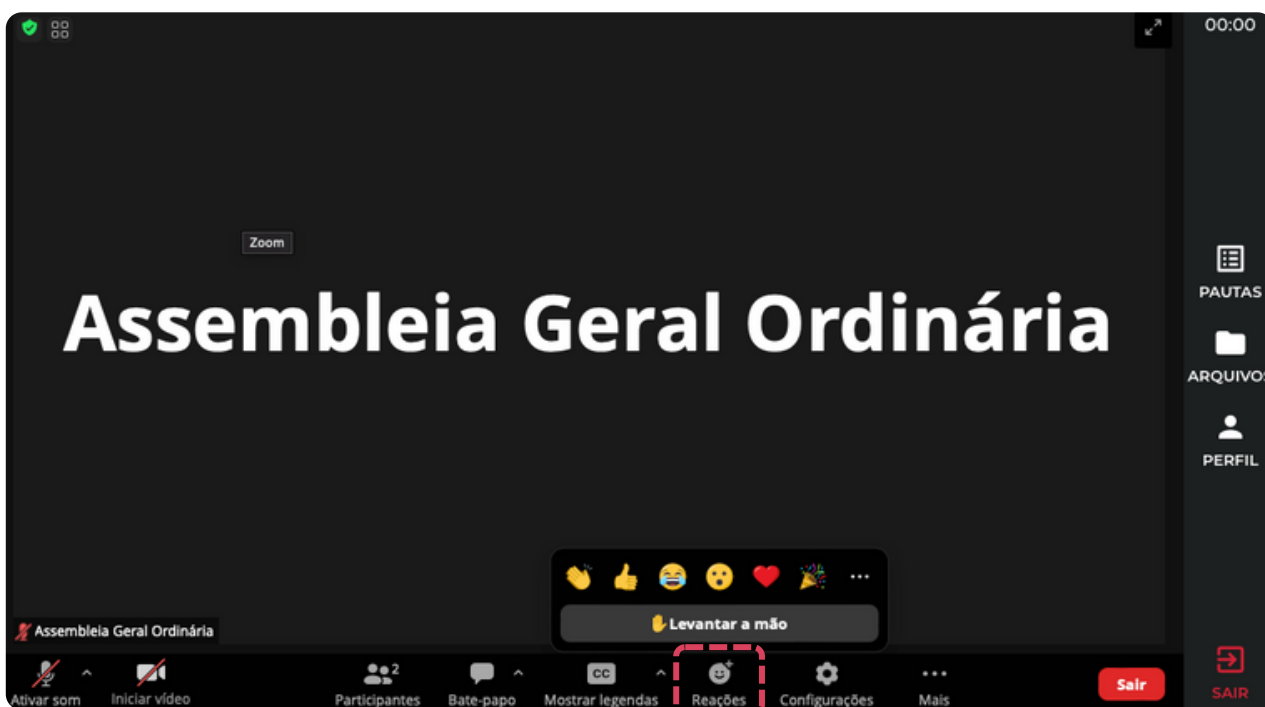 00:00
Zoom
Assembleia Geral Ordinária
PAUTAS
ARQUIVOS
PERFIL
Levantar a mão
Assembleia Geral Ordinária
2
CC
Ativar som
Iniciar vídeo
Participantes
Bate-papo
Mostrar legendas
Reações
Configurações
Mais
Sair
SAIR